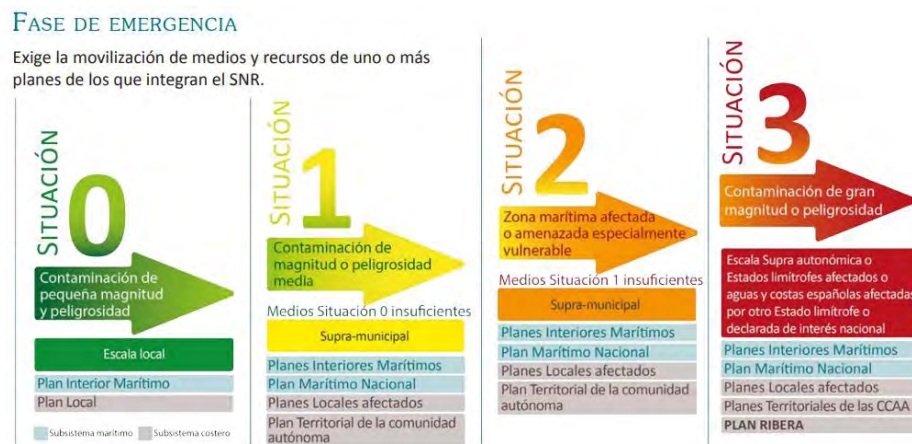 FASE DE EMERGENCIA
Exige la movilización de medios y recursos de uno o más
planes de los que integran el SNR.
SITUACIÓN
0
Contaminación de
pequeña magnitud
y peligrosidad
Escala local
Plan Interior Marítimo
Plan Local
Subsistema marítimo
Subsistema costero
SITUACIÓN
1
Contaminación de
magnitud o peligrosidad
media
Medios Situación 0 insuficientes
Supra-municipal
Planes Interiores Marítimos
Plan Marítimo Nacional
Planes Locales afectados
Plan Territorial de la comunidad
autónoma
SITUACIÓN
2
Zona marítima afectada
o amenazada especialmente
vulnerable
Medios Situación 1 insuficientes
Supra-municipal
Planes Interiores Marítimos
Plan Marítimo Nacional
Planes Locales afectados
Plan Territorial de la comunidad
autónoma
SITUACIÓN
3
Contaminación de gran
magnitud o peligrosidad
Escala Supra autonómica o
Estados limítrofes afectados o
aguas y costas españolas afectadas
por otro Estado limítrofe o
declarada de interés nacional
Planes Interiores Marítimos
Plan Marítimo Nacional
Planes Locales afectados
Planes Territoriales de las CCAA
PLAN RIBERA